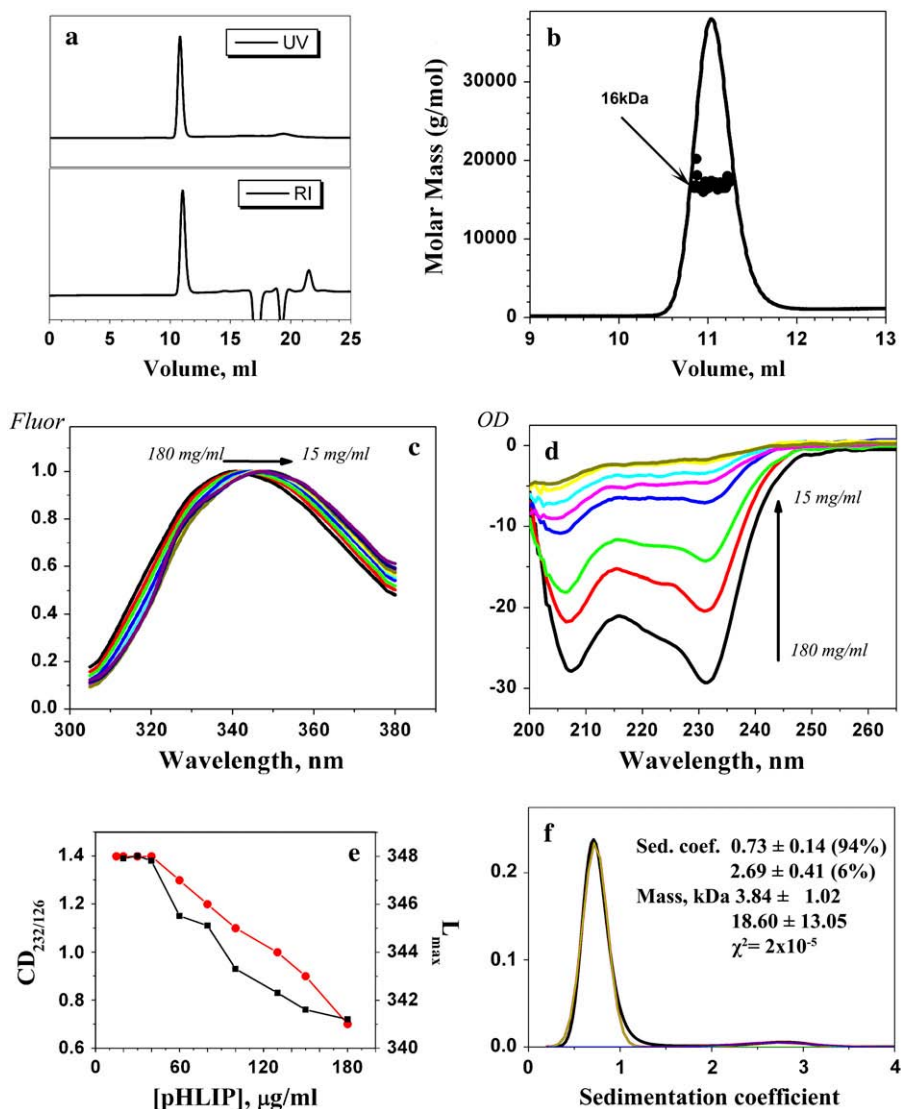 a
UV
RI
0 5 10 15 20 25
Volume, ml
b
16kDa
Molar Mass (g/mol)
30000
20000
10000
0
9 10 11 12 13
Volume, ml
Fluor
c
180 mg/ml 15 mg/ml
1.0
0.8
0.6
0.4
0.2
0.0
300 320 340 360 380
Wavelength, nm
OD
d
0
-10
-20
-30
15 mg/ml
180 mg/ml
200 210 220 230 240 250 260
Wavelength, nm
e
CD232/126
1.4
1.2
1.0
0.8
0.6
348
346
344
342
340
Lmax
0 30 60 90 120 150 180
[pHLIP], µg/ml
f
0.2
0.1
0.0
Sed. coef. 0.73 ± 0.14 (94%)
2.69 ± 0.41 (6%)
Mass, kDa 3.84 ± 1.02
18.60 ± 13.05
χ²= 2x10⁻⁵
0 1 2 3 4
Sedimentation coefficient